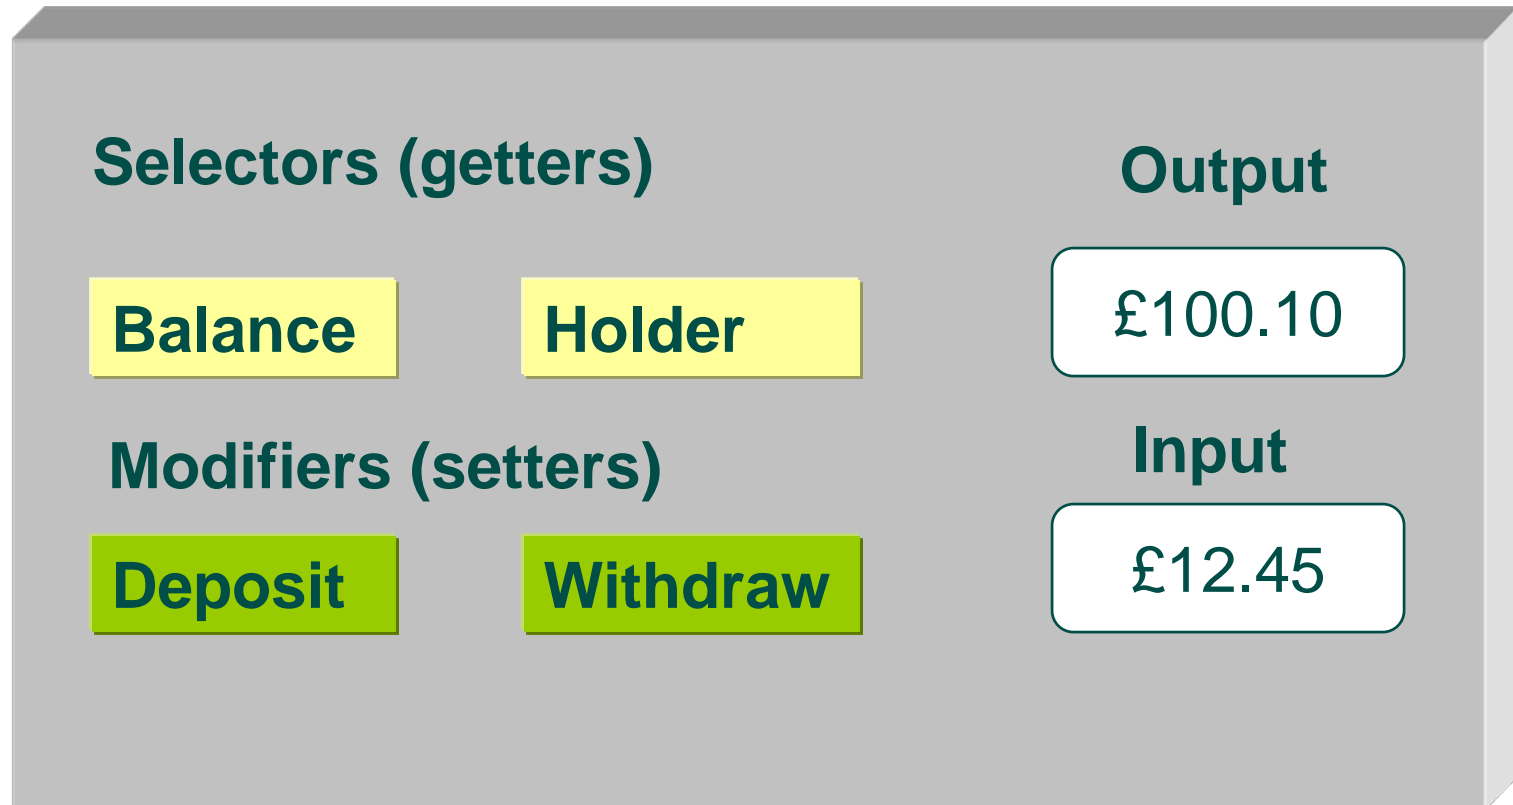 Selectors (getters)
Output
Balance
Holder
£100.10
Modifiers (setters)
Input
Deposit
Withdraw
£12.45